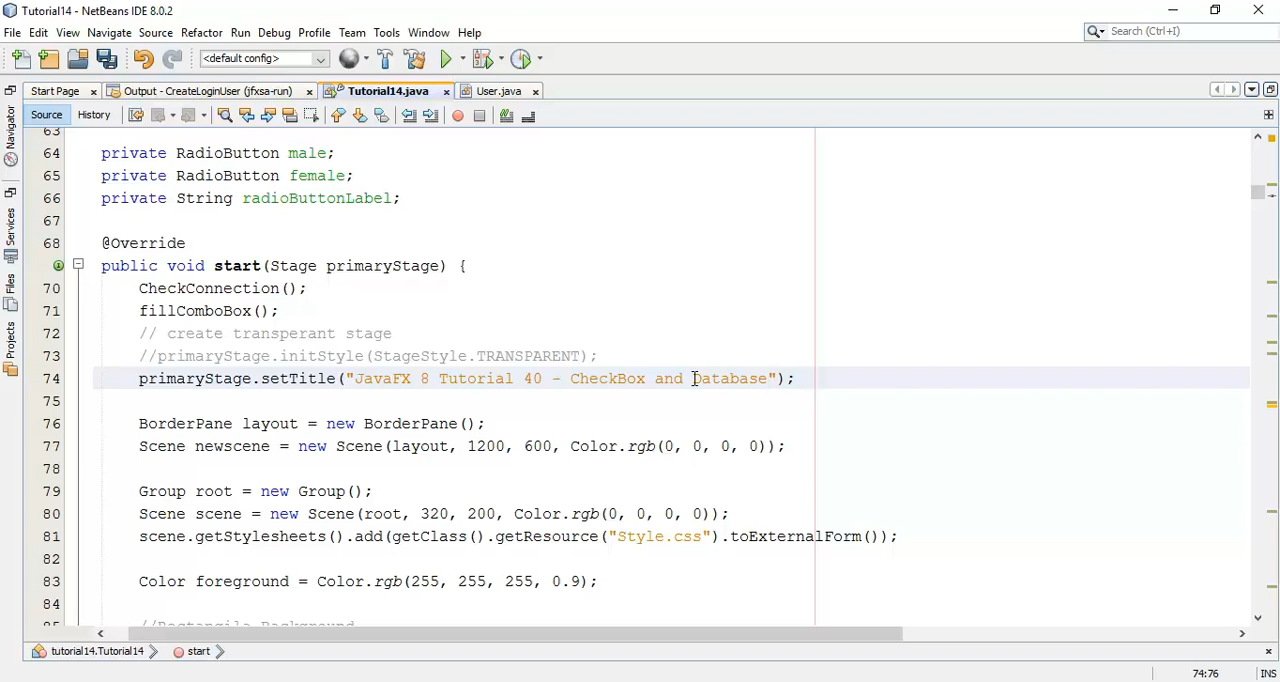 Tutorial14 - NetBeans IDE 8.0.2
File Edit View Navigate Source Refactor Run Debug Profile Team Tools Window Help
Search (Ctrl+I)
<default config>
Start Page Output - CreateLoginUser (jfxsa-run) Tutorial14.java User.java
Source History
Navigator
Services
Files
Projects
63
64 private RadioButton male;
65 private RadioButton female;
66 private String radioButtonLabel;
67
68 @Override
public void start(Stage primaryStage) {
70 CheckConnection();
71 fillComboBox();
72 // create transperant stage
73 //primaryStage.initStyle(StageStyle.TRANSPARENT);
74 primaryStage.setTitle("JavaFX 8 Tutorial 40 - CheckBox and Database");
75
76 BorderPane layout = new BorderPane();
77 Scene newscene = new Scene(layout, 1200, 600, Color.rgb(0, 0, 0, 0));
78
79 Group root = new Group();
80 Scene scene = new Scene(root, 320, 200, Color.rgb(0, 0, 0, 0));
81 scene.getStylesheets().add(getClass().getResource("Style.css").toExternalForm());
82
83 Color foreground = Color.rgb(255, 255, 255, 0.9);
84
85 //Rectangile Background
tutorial14.Tutorial14 start
74:76 INS